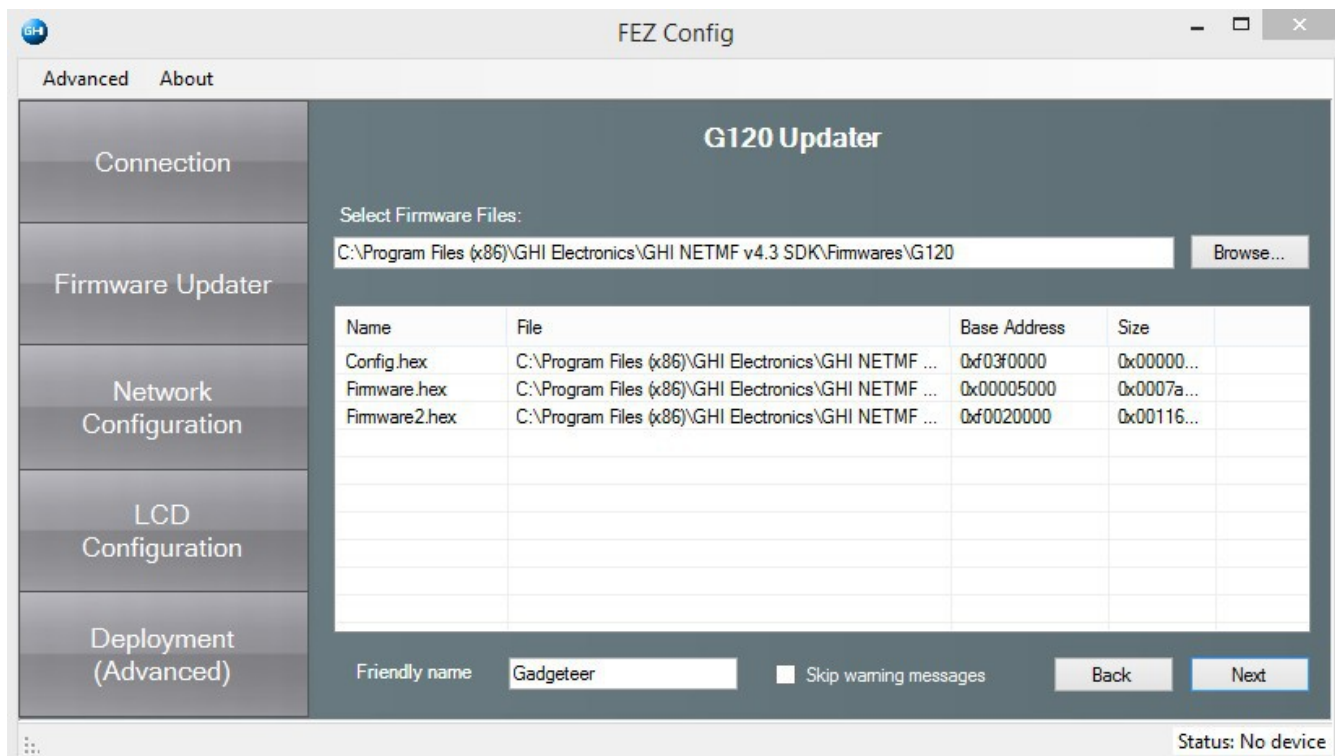 GHI
FEZ Config
Advanced About
Connection
Firmware Updater
Network
Configuration
LCD
Configuration
Deployment
(Advanced)
G120 Updater
Select Firmware Files:
C:\Program Files (x86)\GHI Electronics\GHI NETMF v4.3 SDK\Firmwares\G120 Browse...
Name File Base Address Size
Config.hex C:\Program Files (x86)\GHI Electronics\GHI NETMF ... 0xf03f0000 0x00000...
Firmware.hex C:\Program Files (x86)\GHI Electronics\GHI NETMF ... 0x00005000 0x0007a...
Firmware2.hex C:\Program Files (x86)\GHI Electronics\GHI NETMF ... 0xf0020000 0x00116...
Friendly name Gadgeteer Skip warning messages Back Next
Status: No device